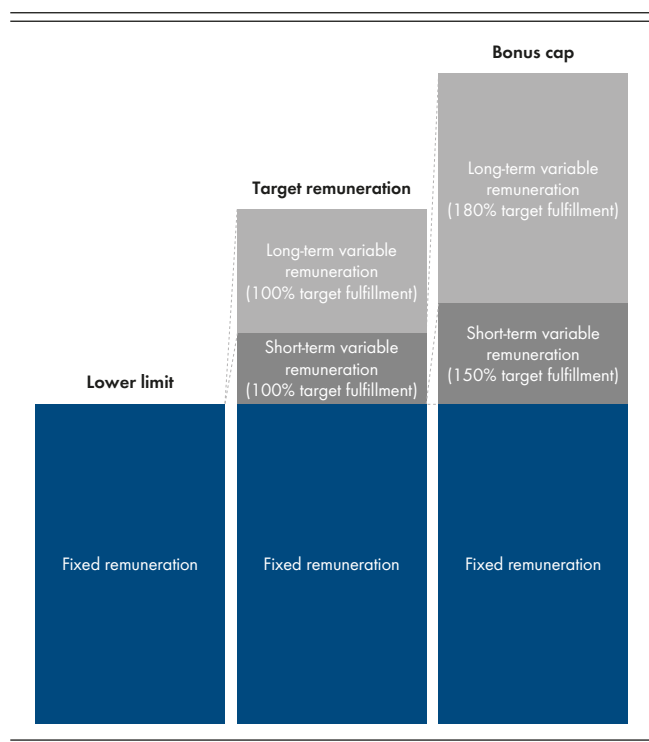 Bonus cap
Long-term variable
remuneration
(180% target fulfillment)
Target remuneration
Long-term variable
remuneration
(100% target fulfillment)
Short-term variable
remuneration
(150% target fulfillment)
Short-term variable
remuneration
(100% target fulfillment)
Lower limit
Fixed remuneration
Fixed remuneration
Fixed remuneration